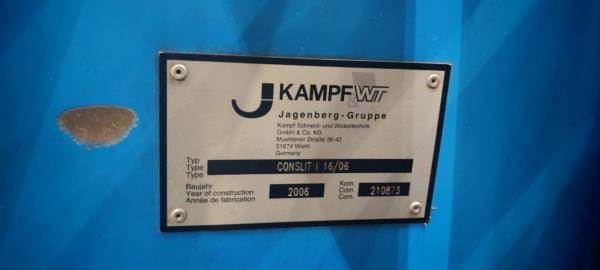 J KAMPF & WT
Jagenberg-Gruppe
Kampf Schneid- und Wickeltechnik
GmbH & Co. KG
Muehlener Straße 36-42
51674 Wiehl
Germany
Typ
Type CONSLIT I 16/06
Type
Baujahr Kom.
Year of construction 2006 Com. 210873
Année de fabrication Com.